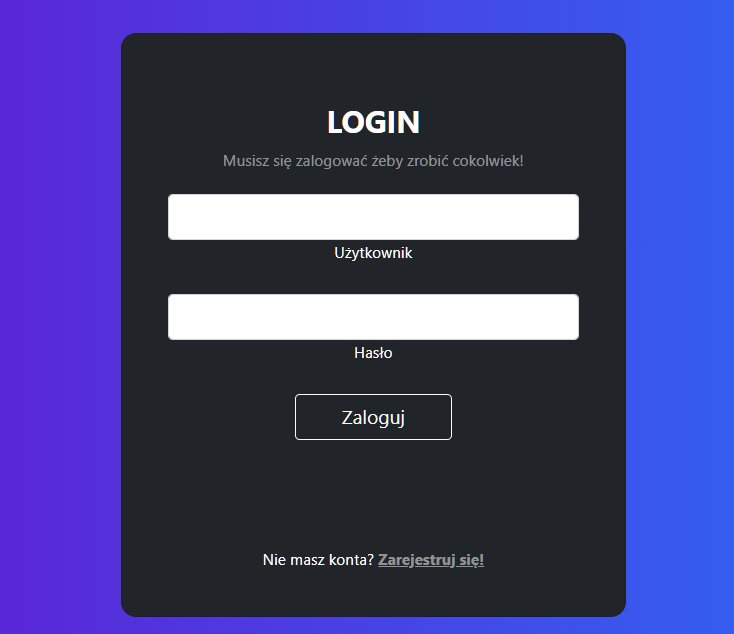 LOGIN
Musisz się zalogować żeby zrobić cokolwiek!
Użytkownik
Hasło
Zaloguj
Nie masz konta? Zarejestruj się!